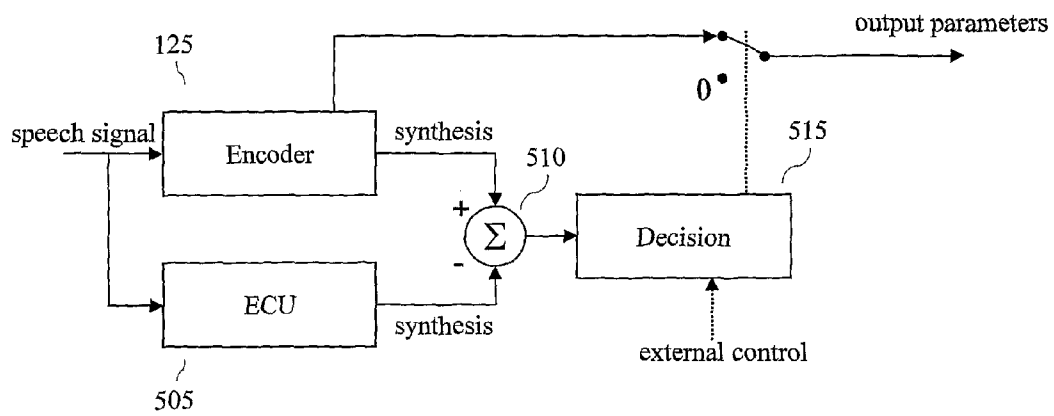 output parameters
125
0
speech signal
Encoder
synthesis
510
515
+
Σ
-
Decision
ECU
synthesis
external control
505